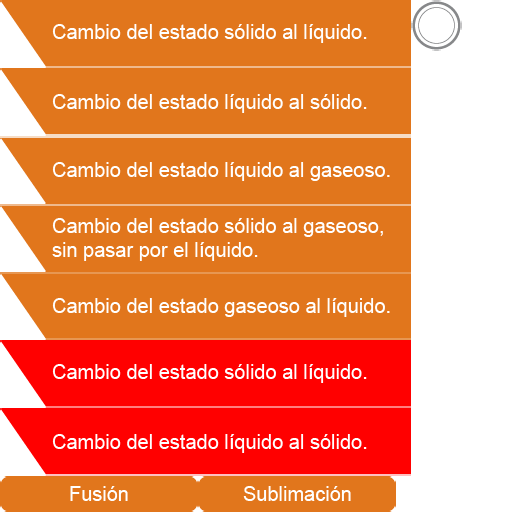 Cambio del estado sólido al líquido.
Cambio del estado líquido al sólido.
Cambio del estado líquido al gaseoso.
Cambio del estado sólido al gaseoso,
sin pasar por el líquido.
Cambio del estado gaseoso al líquido.
Cambio del estado sólido al líquido.
Cambio del estado líquido al sólido.
Fusión
Sublimación